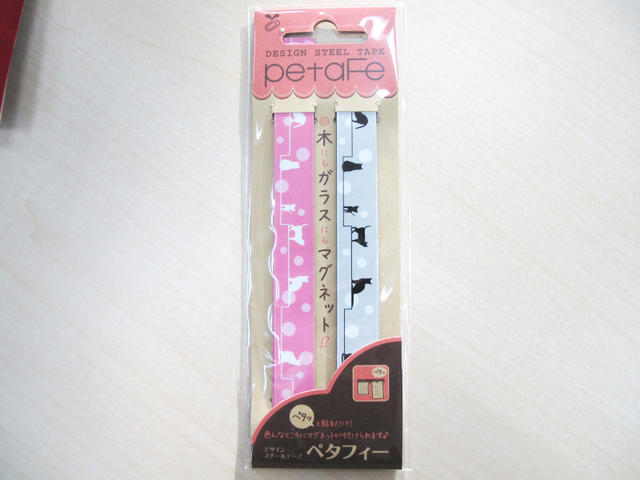 DESIGN STEEL TAPE
petaFe
木にもガラスにもマグネット!?
ペタッ
ペタッと貼るだけ!
色んなところにマグネットが付けられます♪
デザイン
スチールテープ
ペタフィー